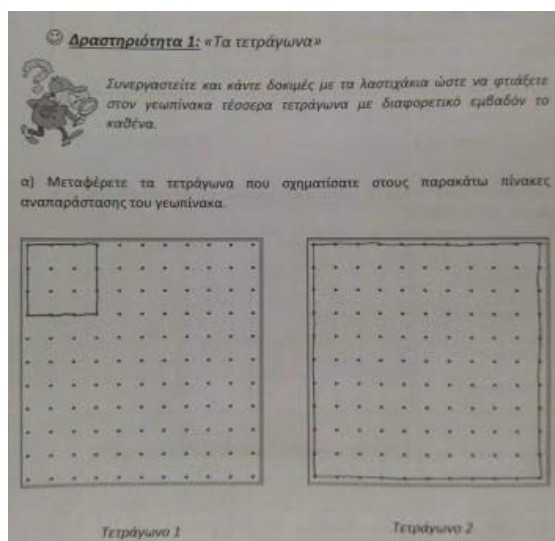 Δραστηριότητα 1: «Τα τετράγωνα»
Συνεργαστείτε και κάντε δοκιμές με τα λαστιχάκια ώστε να φτιάξετε
στον γεωπίνακα τέσσερα τετράγωνα με διαφορετικό εμβαδόν το
καθένα.
α) Μεταφέρετε τα τετράγωνα που σχηματίσατε στους παρακάτω πίνακες
αναπαράστασης του γεωπίνακα.
Τετράγωνο 1
Τετράγωνο 2